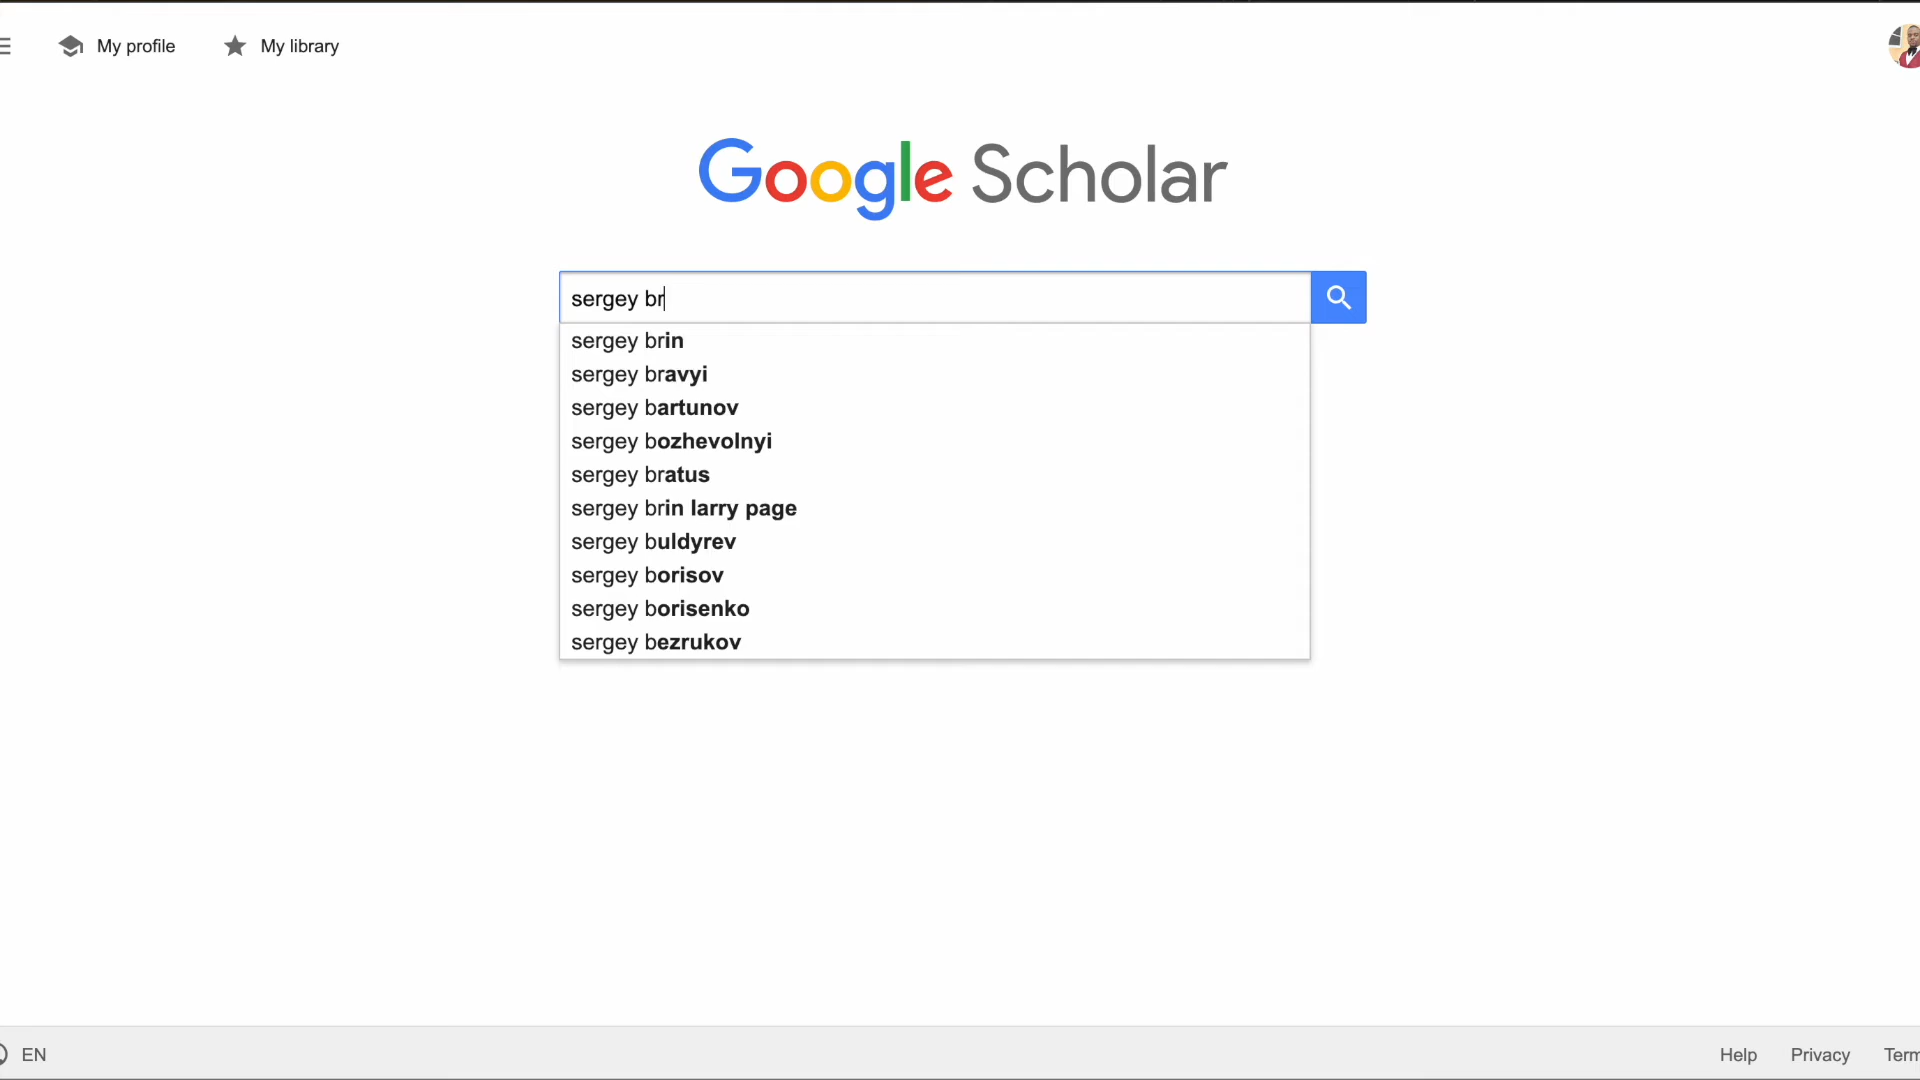 My profile
My library
Google Scholar
sergey br
sergey brin
sergey bravyi
sergey bartunov
sergey bozhevolnyi
sergey bratus
sergey brin larry page
sergey buldyrev
sergey borisov
sergey borisenko
sergey bezrukov
EN
Help
Privacy
Term